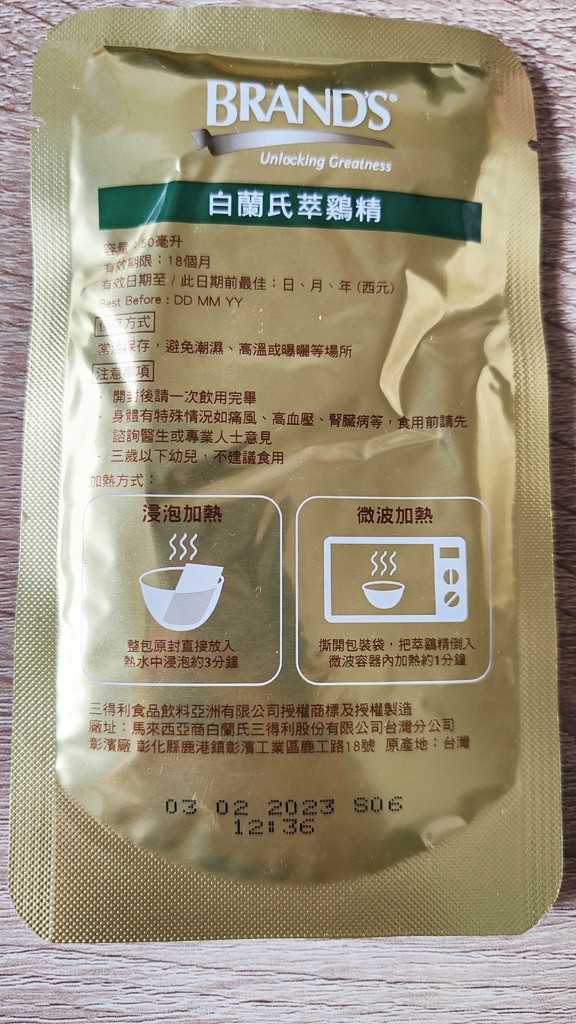 BRAND'S®
Unlocking Greatness
白蘭氏萃鷄精
容量：50毫升
有效期限：18個月
有效日期至 / 此日期前最佳：日、月、年 (西元)
Best Before : DD MM YY
保存方式
常溫保存，避免潮濕、高溫或曝曬等場所
注意事項
· 開封後請一次飲用完畢
· 身體有特殊情況如痛風、高血壓、腎臟病等，食用前請先
諮詢醫生或專業人士意見
· 三歲以下幼兒，不建議食用
加熱方式：
浸泡加熱
整包原封直接放入
熱水中浸泡約3分鐘
微波加熱
撕開包裝袋，把萃鷄精倒入
微波容器內加熱約1分鐘
三得利食品飲料亞洲有限公司授權商標及授權製造
廠址：馬來西亞商白蘭氏三得利股份有限公司台灣分公司
彰濱廠 彰化縣鹿港鎮彰濱工業區鹿工路18號 原產地：台灣
03 02 2023 S06
12:36